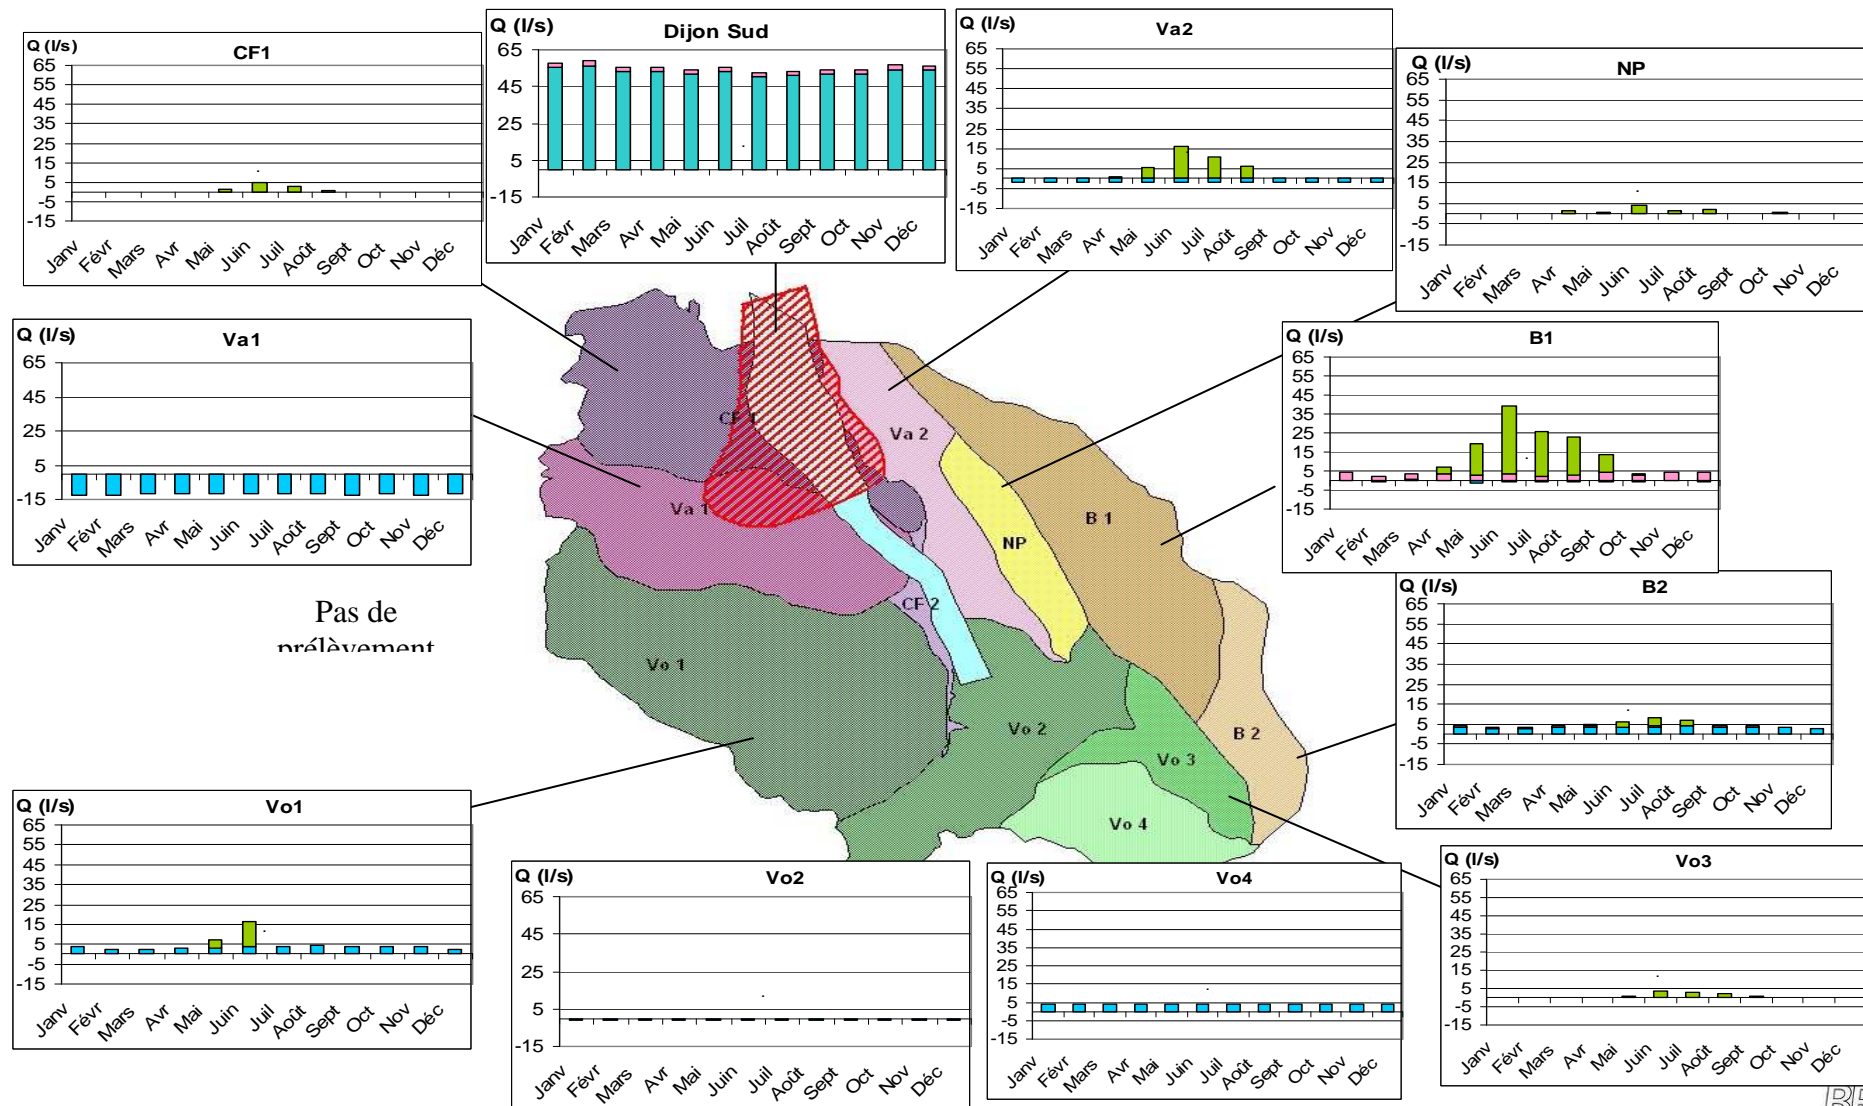 Q (l/s)
CF1
65
55
45
35
25
15
5
-5
-15
Janv Févr Mars Avr Mai Juin Juil Août Sept Oct Nov Déc
Q (l/s)
Dijon Sud
65
45
25
5
-15
Janv Févr Mars Avr Mai Juin Juil Août Sept Oct Nov Déc
Q (l/s)
Va2
65
55
45
35
25
15
5
-5
-15
Janv Févr Mars Avr Mai Juin Juil Août Sept Oct Nov Déc
Q (l/s)
NP
65
55
45
35
25
15
5
-5
-15
Janv Févr Mars Avr Mai Juin Juil Août Sept Oct Nov Déc
Q (l/s)
Va1
65
45
25
5
-15
Janv Févr Mars Avr Mai Juin Juil Août Sept Oct Nov Déc
Q (l/s)
B1
65
55
45
35
25
15
5
-5
-15
Janv Févr Mars Avr Mai Juin Juil Août Sept Oct Nov Déc
CF 1
Va 2
Va 1
B 1
NP
CF 2
Vo 1
Vo 2
B 2
Vo 3
Vo 4
Pas de
prélèvement
Q (l/s)
B2
65
55
45
35
25
15
5
-5
-15
Janv Févr Mars Avr Mai Juin Juil Août Sept Oct Nov Déc
Q (l/s)
Vo1
65
55
45
35
25
15
5
-5
-15
Janv Févr Mars Avr Mai Juin Juil Août Sept Oct Nov Déc
Q (l/s)
Vo2
65
45
25
5
-15
Janv Févr Mars Avr Mai Juin Juil Août Sept Oct Nov Déc
Q (l/s)
Vo4
65
55
45
35
25
15
5
-5
-15
Janv Févr Mars Avr Mai Juin Juil Août Sept Oct Nov Déc
Q (l/s)
Vo3
65
55
45
35
25
15
5
-5
-15
Janv Févr Mars Avr Mai Juin Juil Août Sept Oct Nov Déc